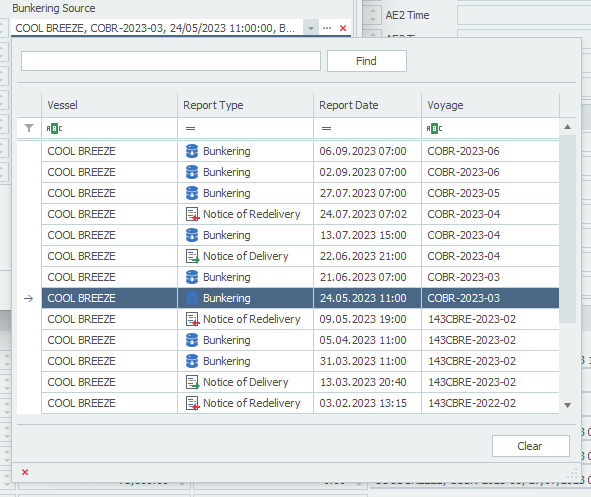 Bunkering Source
COOL BREEZE, COBR-2023-03, 24/05/2023 11:00:00, B...
AE2 Time
Find
Vessel Report Type Report Date Voyage
ABC = = ABC
COOL BREEZE Bunkering 06.09.2023 07:00 COBR-2023-06
COOL BREEZE Bunkering 02.09.2023 07:00 COBR-2023-06
COOL BREEZE Bunkering 27.07.2023 07:00 COBR-2023-05
COOL BREEZE Notice of Redelivery 24.07.2023 07:02 COBR-2023-04
COOL BREEZE Bunkering 13.07.2023 15:00 COBR-2023-04
COOL BREEZE Notice of Delivery 22.06.2023 21:00 COBR-2023-04
COOL BREEZE Bunkering 21.06.2023 07:00 COBR-2023-03
COOL BREEZE Bunkering 24.05.2023 11:00 COBR-2023-03
COOL BREEZE Notice of Redelivery 09.05.2023 19:00 143CBRE-2023-02
COOL BREEZE Bunkering 05.04.2023 11:00 143CBRE-2023-02
COOL BREEZE Bunkering 31.03.2023 11:00 143CBRE-2023-02
COOL BREEZE Notice of Delivery 13.03.2023 20:40 143CBRE-2023-02
COOL BREEZE Notice of Redelivery 03.02.2023 13:15 143CBRE-2022-02
Clear